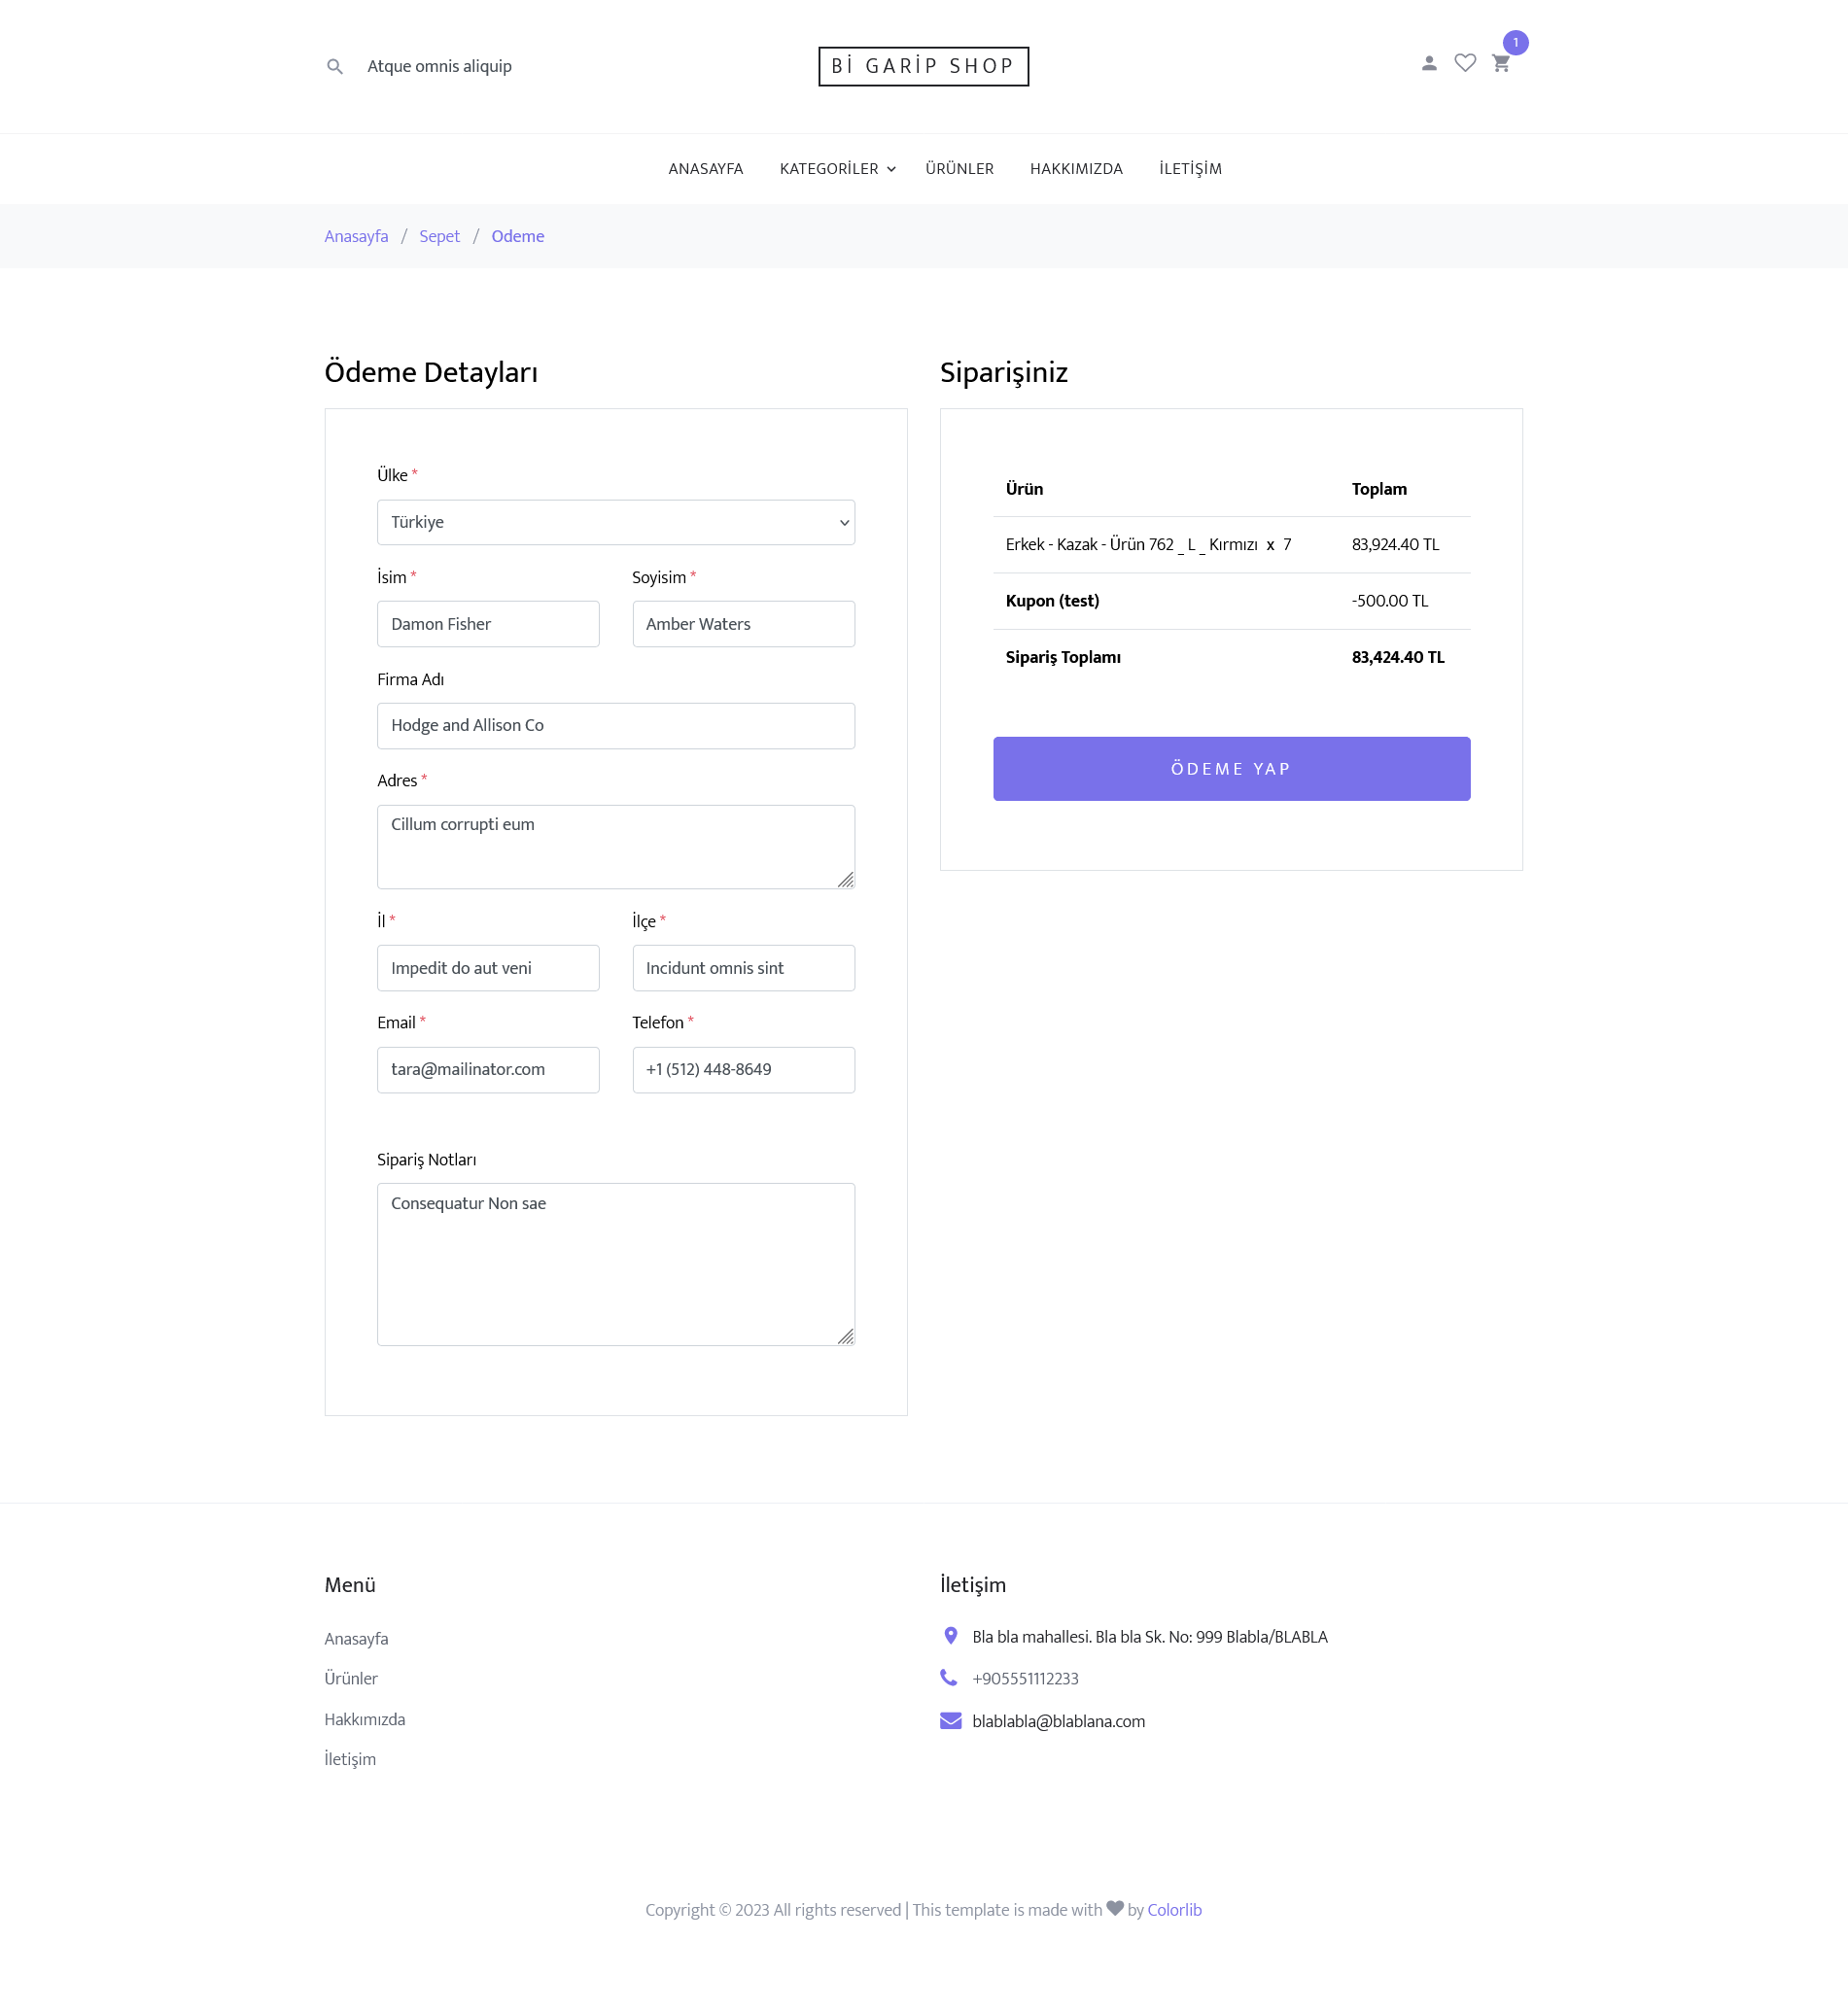 Atque omnis aliquip
Bİ GARİP SHOP
1
ANASAYFA KATEGORİLER ÜRÜNLER HAKKIMIZDA İLETİŞİM
Anasayfa / Sepet / Odeme
Ödeme Detayları
Ülke *
Türkiye
İsim * Soyisim *
Damon Fisher Amber Waters
Firma Adı
Hodge and Allison Co
Adres *
Cillum corrupti eum
İl * İlçe *
Impedit do aut veni Incidunt omnis sint
Email * Telefon *
tara@mailinator.com +1 (512) 448-8649
Sipariş Notları
Consequatur Non sae
Siparişiniz
Ürün Toplam
Erkek - Kazak - Ürün 762 _ L _ Kırmızı x 7 83,924.40 TL
Kupon (test) -500.00 TL
Sipariş Toplamı 83,424.40 TL
ÖDEME YAP
Menü
Anasayfa
Ürünler
Hakkımızda
İletişim
İletişim
Bla bla mahallesi. Bla bla Sk. No: 999 Blabla/BLABLA
+905551112233
blablabla@blablana.com
Copyright © 2023 All rights reserved | This template is made with ♥ by Colorlib